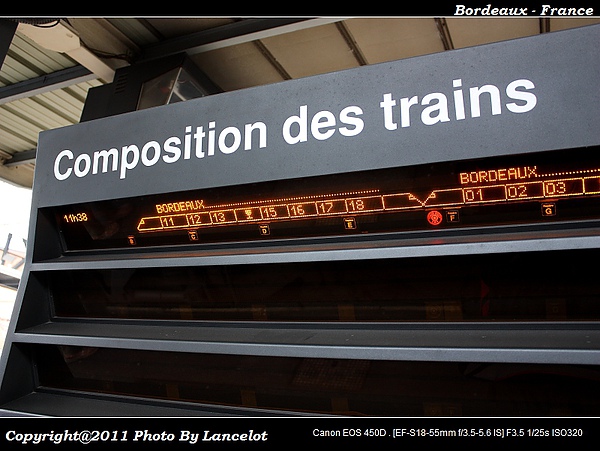 Bordeaux - France
Composition des trains
11h38
BORDEAUX
11 12 13 15 16 17 18
BORDEAUX
01 02 03
C D E F G
Copyright@2011 Photo By Lancelot
Canon EOS 450D . [EF-S18-55mm f/3.5-5.6 IS] F3.5 1/25s ISO320